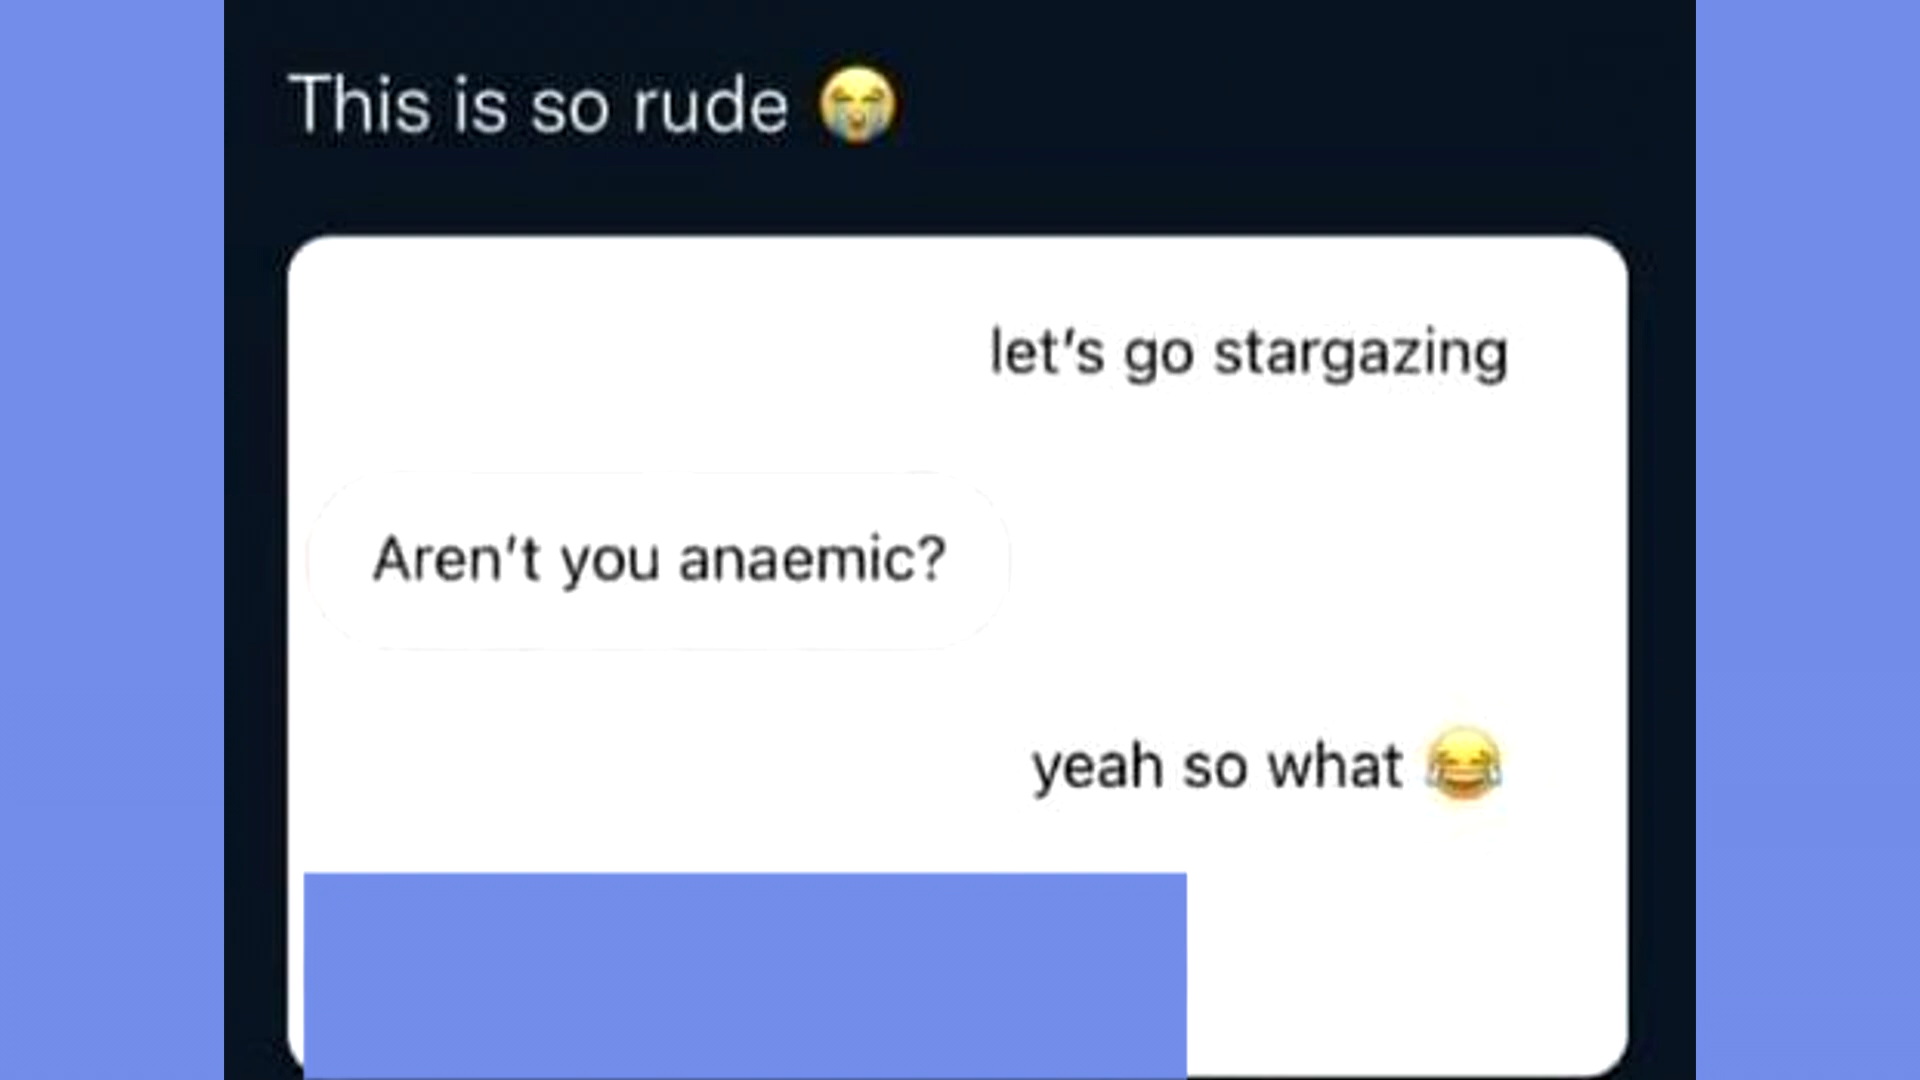 This is so rude 😭
let's go stargazing
Aren't you anaemic?
yeah so what 😂